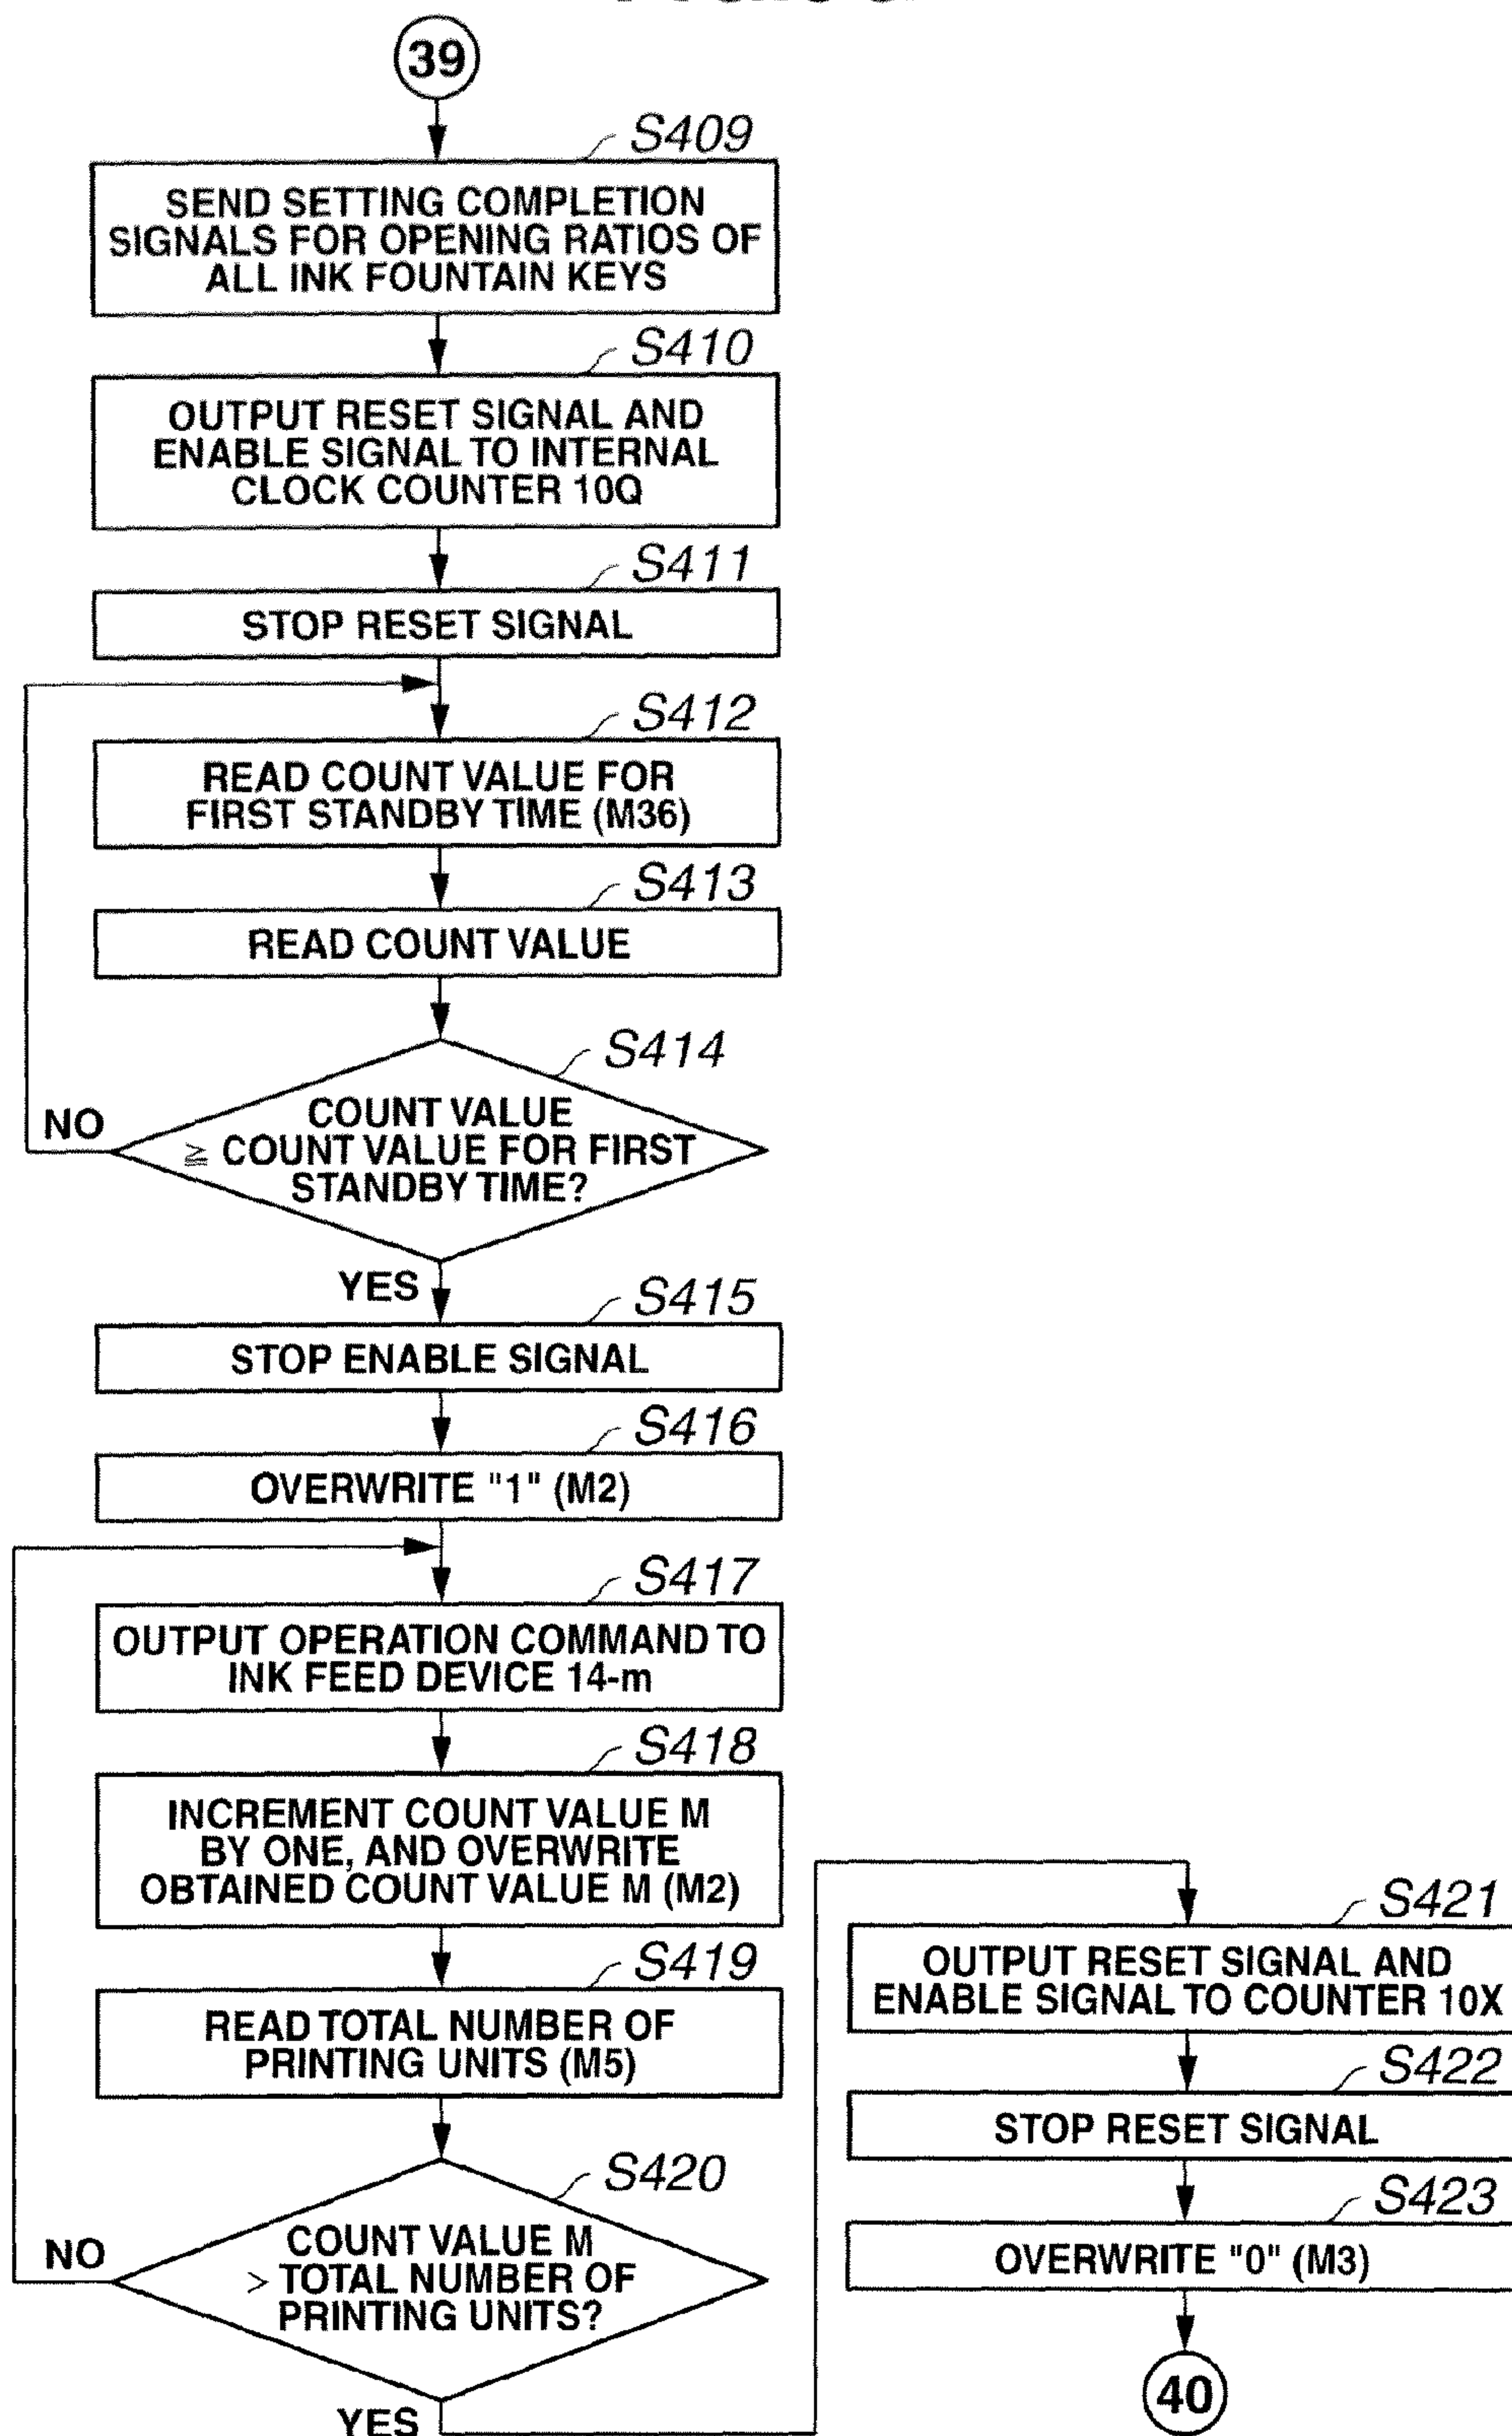 39
S409
SEND SETTING COMPLETION
SIGNALS FOR OPENING RATIOS OF
ALL INK FOUNTAIN KEYS
S410
OUTPUT RESET SIGNAL AND
ENABLE SIGNAL TO INTERNAL
CLOCK COUNTER 10Q
S411
STOP RESET SIGNAL
S412
READ COUNT VALUE FOR
FIRST STANDBY TIME (M36)
S413
READ COUNT VALUE
S414
COUNT VALUE
≧ COUNT VALUE FOR FIRST
STANDBY TIME?
NO
YES
S415
STOP ENABLE SIGNAL
S416
OVERWRITE "1" (M2)
S417
OUTPUT OPERATION COMMAND TO
INK FEED DEVICE 14-m
S418
INCREMENT COUNT VALUE M
BY ONE, AND OVERWRITE
OBTAINED COUNT VALUE M (M2)
S419
READ TOTAL NUMBER OF
PRINTING UNITS (M5)
S420
COUNT VALUE M
> TOTAL NUMBER OF
PRINTING UNITS?
NO
YES
S421
OUTPUT RESET SIGNAL AND
ENABLE SIGNAL TO COUNTER 10X
S422
STOP RESET SIGNAL
S423
OVERWRITE "0" (M3)
40